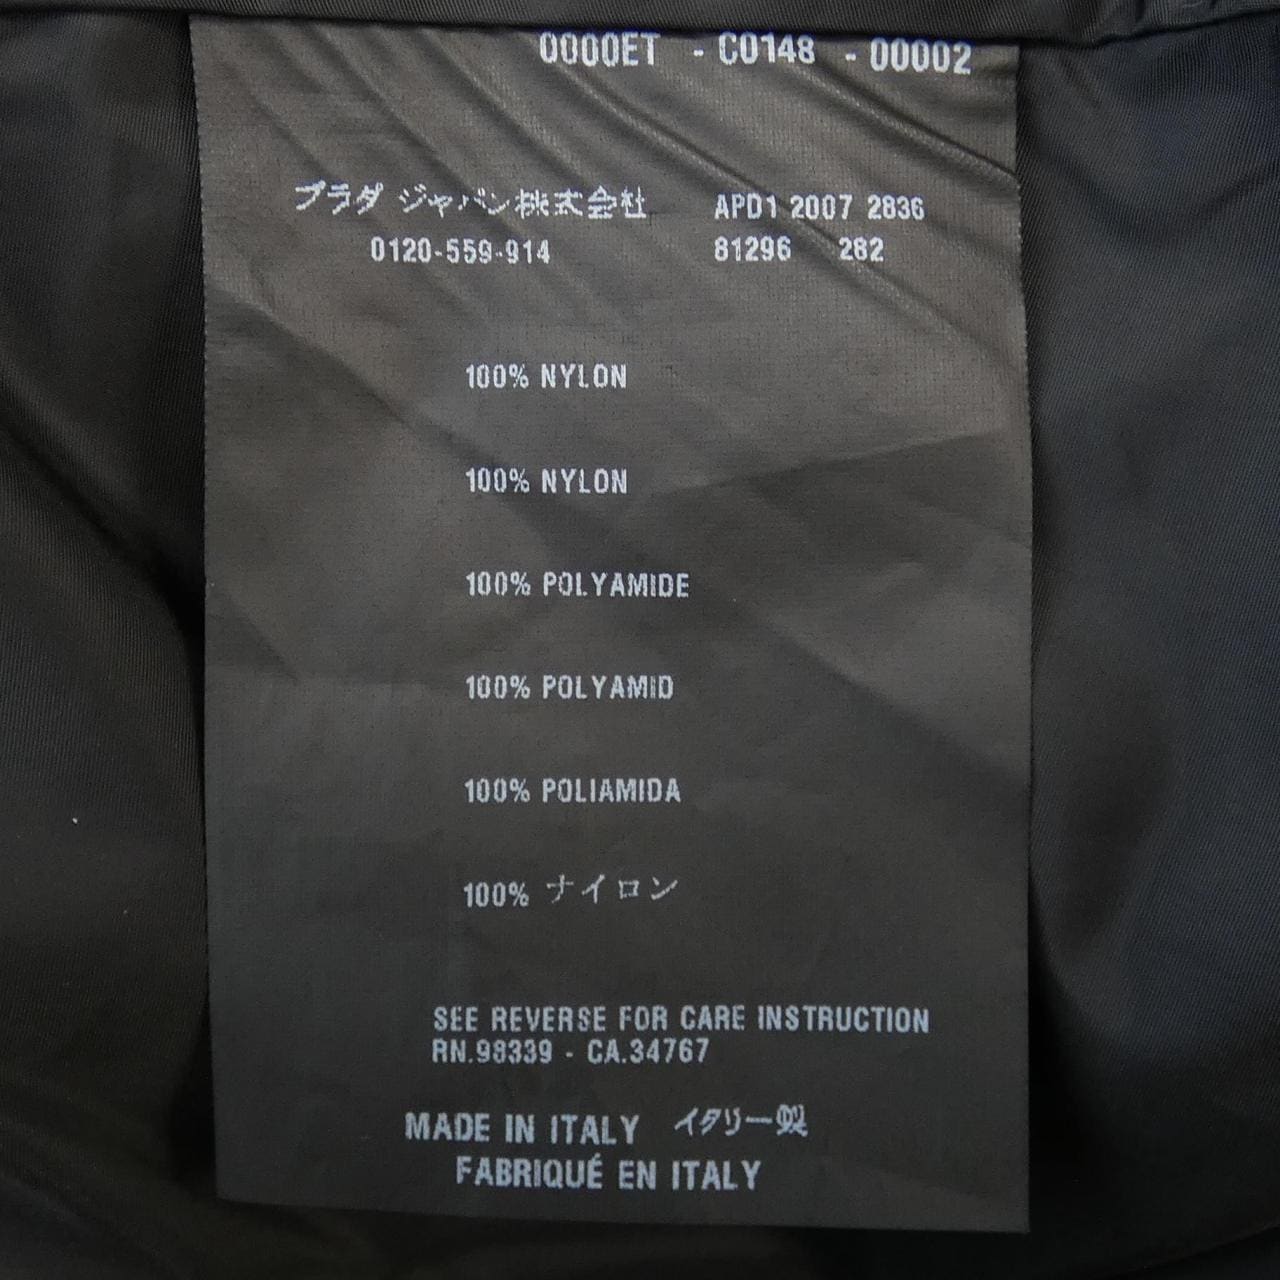 0000ET - C0148 - 00002
プラダ ジャパン株式会社 APD1 2007 2836
0120-559-914 81296 282
100% NYLON
100% NYLON
100% POLYAMIDE
100% POLYAMID
100% POLIAMIDA
100% ナイロン
SEE REVERSE FOR CARE INSTRUCTION
RN.98339 - CA.34767
MADE IN ITALY イタリー製
FABRIQUÉ EN ITALY